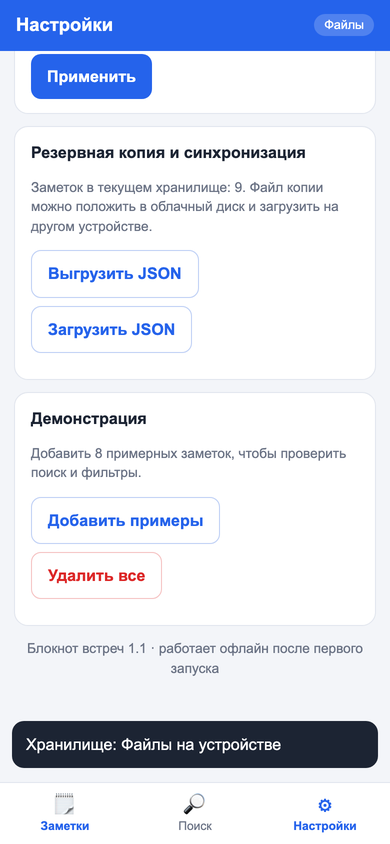 Настройки
Файлы
Применить
Резервная копия и синхронизация
Заметок в текущем хранилище: 9. Файл копии
можно положить в облачный диск и загрузить на
другом устройстве.
Выгрузить JSON
Загрузить JSON
Демонстрация
Добавить 8 примерных заметок, чтобы проверить
поиск и фильтры.
Добавить примеры
Удалить все
Блокнот встреч 1.1 · работает офлайн после первого
запуска
Хранилище: Файлы на устройстве
Заметки
Поиск
Настройки